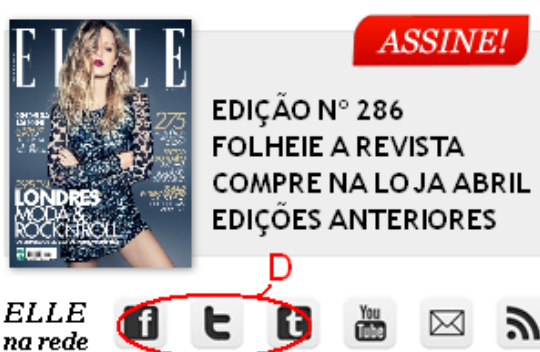 ELLE
275
LONDRES
MODA &
ROCK'N'ROLL
ASSINE!
EDIÇÃO Nº 286
FOLHEIE A REVISTA
COMPRE NA LOJA ABRIL
EDIÇÕES ANTERIORES
D
ELLE
na rede
f t t You Tube